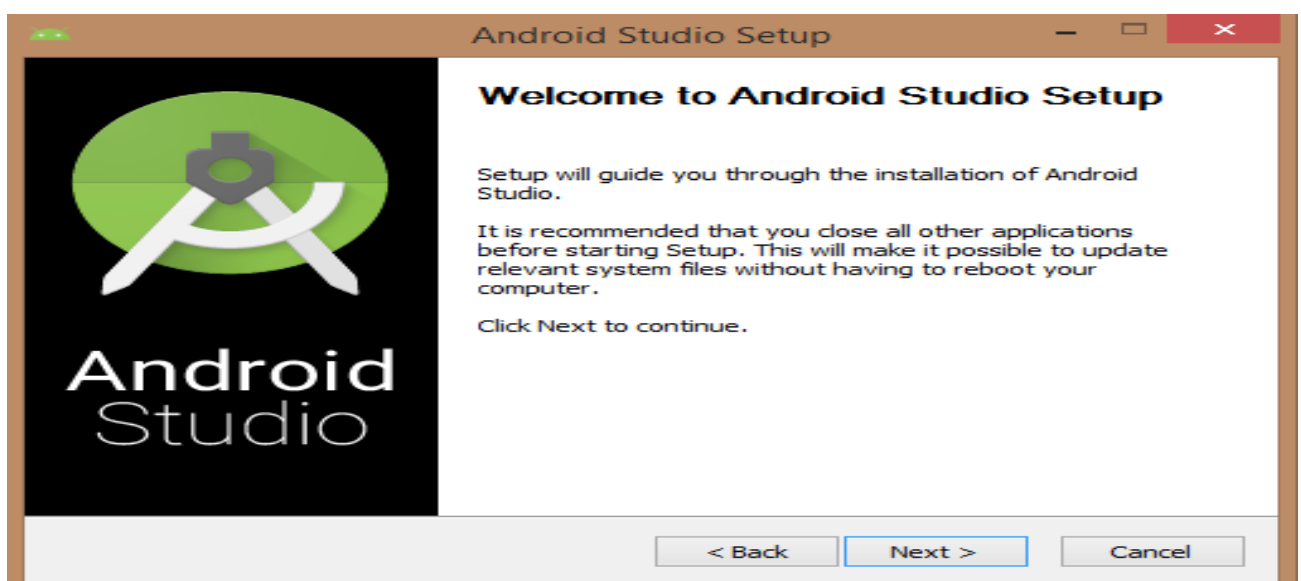 Android Studio Setup
Android
Studio
Welcome to Android Studio Setup
Setup will guide you through the installation of Android
Studio.
It is recommended that you close all other applications
before starting Setup. This will make it possible to update
relevant system files without having to reboot your
computer.
Click Next to continue.
< Back
Next >
Cancel